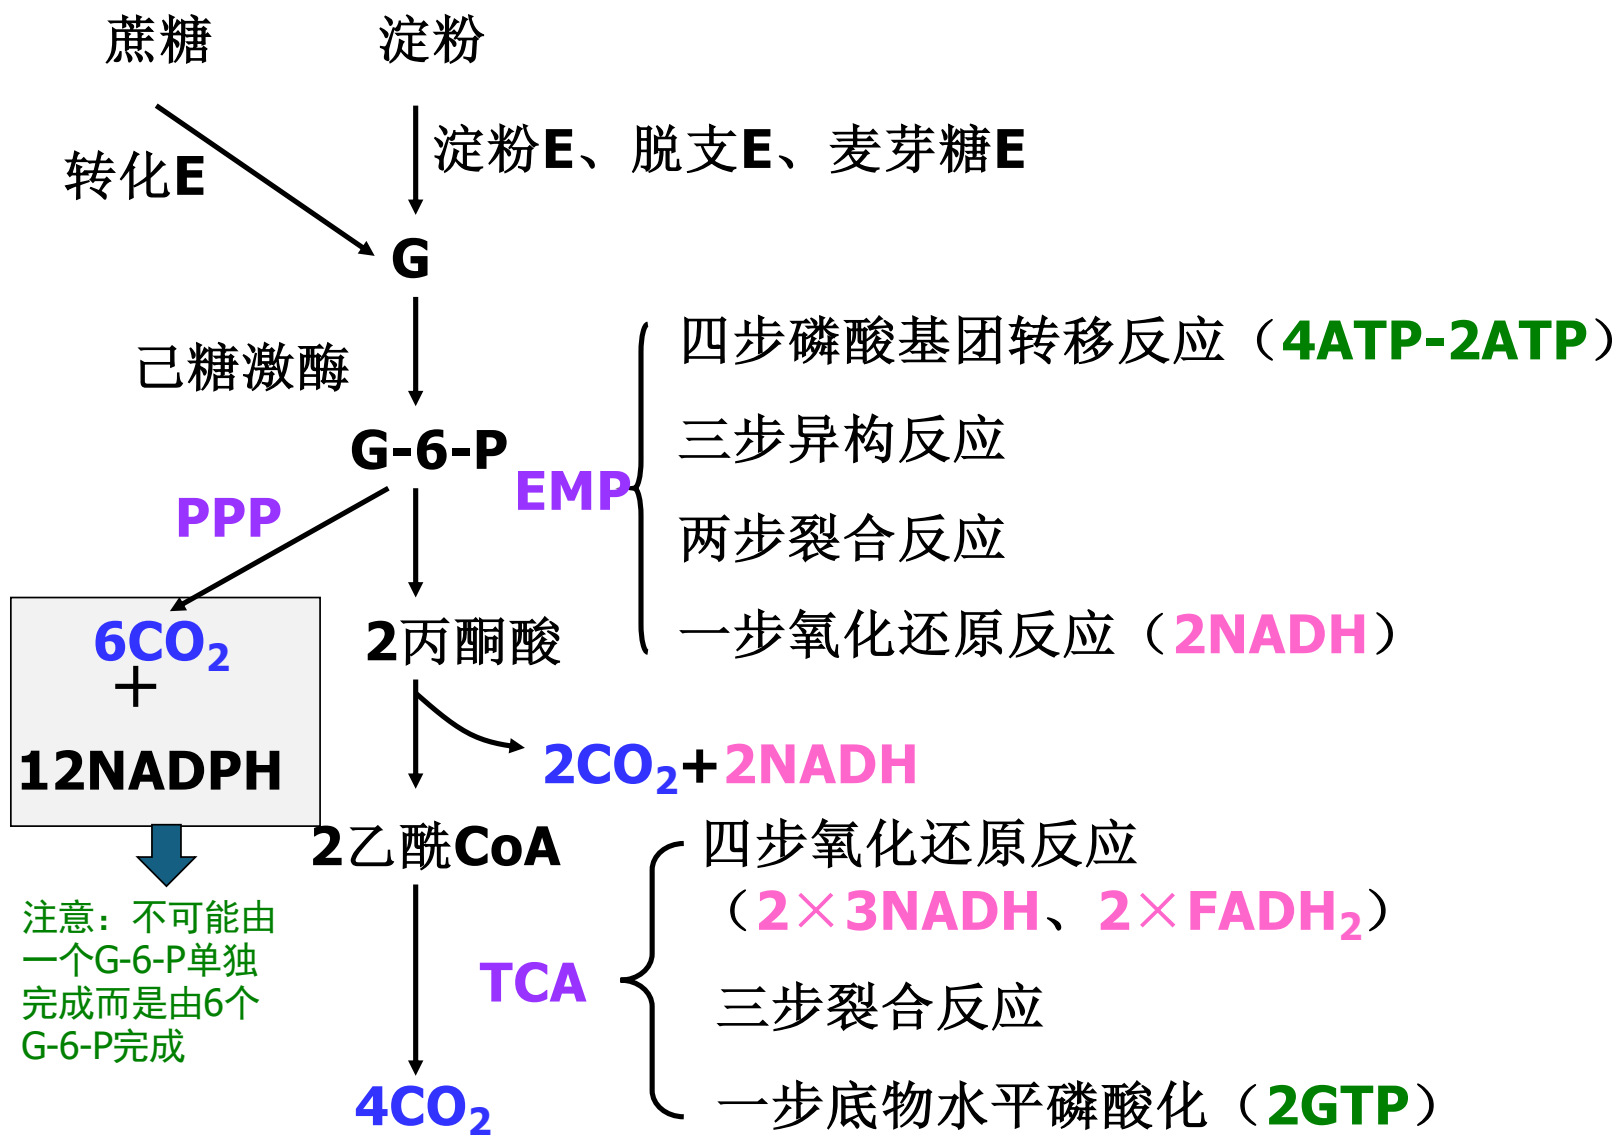 蔗糖 淀粉
转化E
淀粉E、脱支E、麦芽糖E
G
己糖激酶
G-6-P
PPP
EMP
四步磷酸基团转移反应（4ATP-2ATP）
三步异构反应
两步裂合反应
一步氧化还原反应（2NADH）
6CO₂
+
12NADPH
2丙酮酸
2CO₂+2NADH
2乙酰CoA
注意：不可能由
一个G-6-P单独
完成而是由6个
G-6-P完成
TCA
四步氧化还原反应
（2×3NADH、2×FADH₂）
三步裂合反应
一步底物水平磷酸化（2GTP）
4CO₂